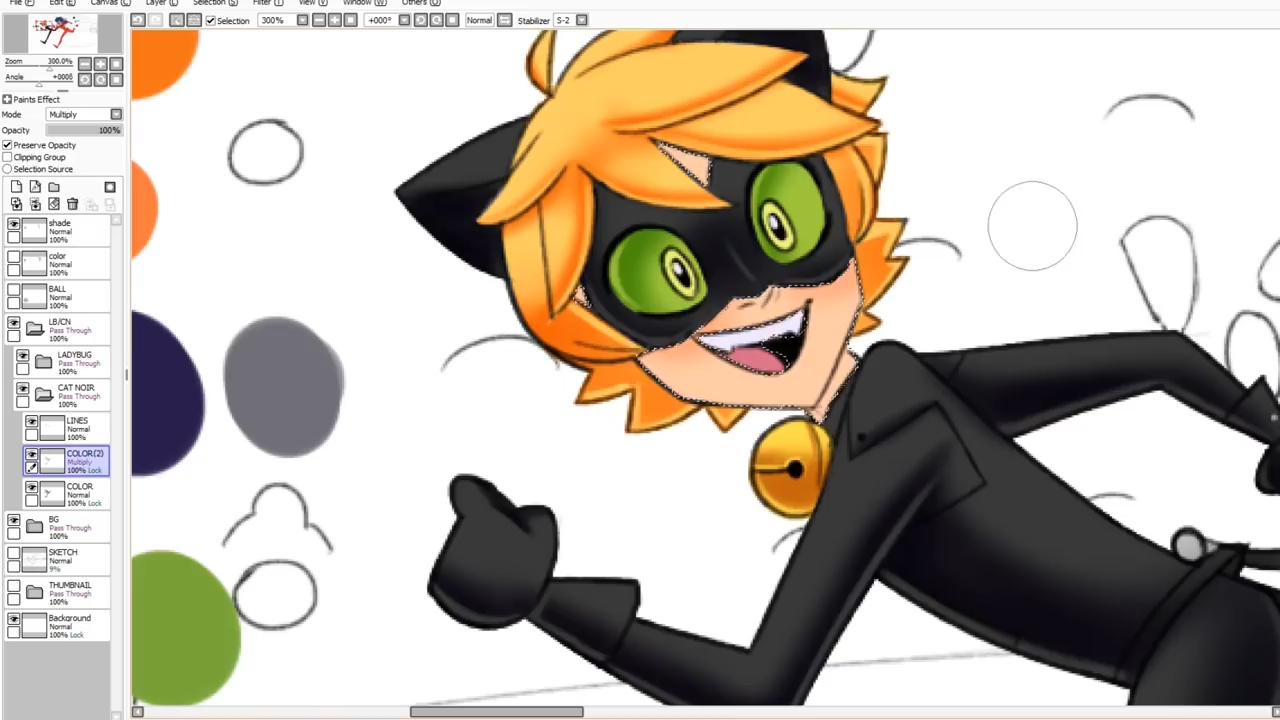 File (F) Edit (E) Canvas (C) Layer (L) Selection (S) Filter (T) View (V) Window (W) Others (O)
Selection 300% +000° Normal Stabilizer S-2
Zoom 300.0%
Angle +000°
Paints Effect
Mode Multiply
Opacity 100%
Preserve Opacity
Clipping Group
Selection Source
shade
Normal
100%
color
Normal
100%
BALL
Normal
100%
LB/CN
Pass Through
100%
LADYBUG
Pass Through
100%
CAT NOIR
Pass Through
100%
LINES
Normal
100%
COLOR(2)
Multiply
100% Lock
COLOR
Normal
100% Lock
BG
Pass Through
100%
SKETCH
Normal
9%
THUMBNAIL
Pass Through
100%
Background
Normal
100% Lock